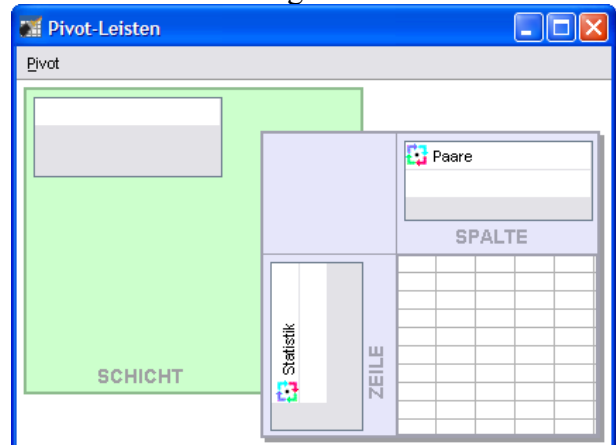 Pivot-Leisten
Pivot
Paare
SPALTE
Statistik
ZEILE
SCHICHT